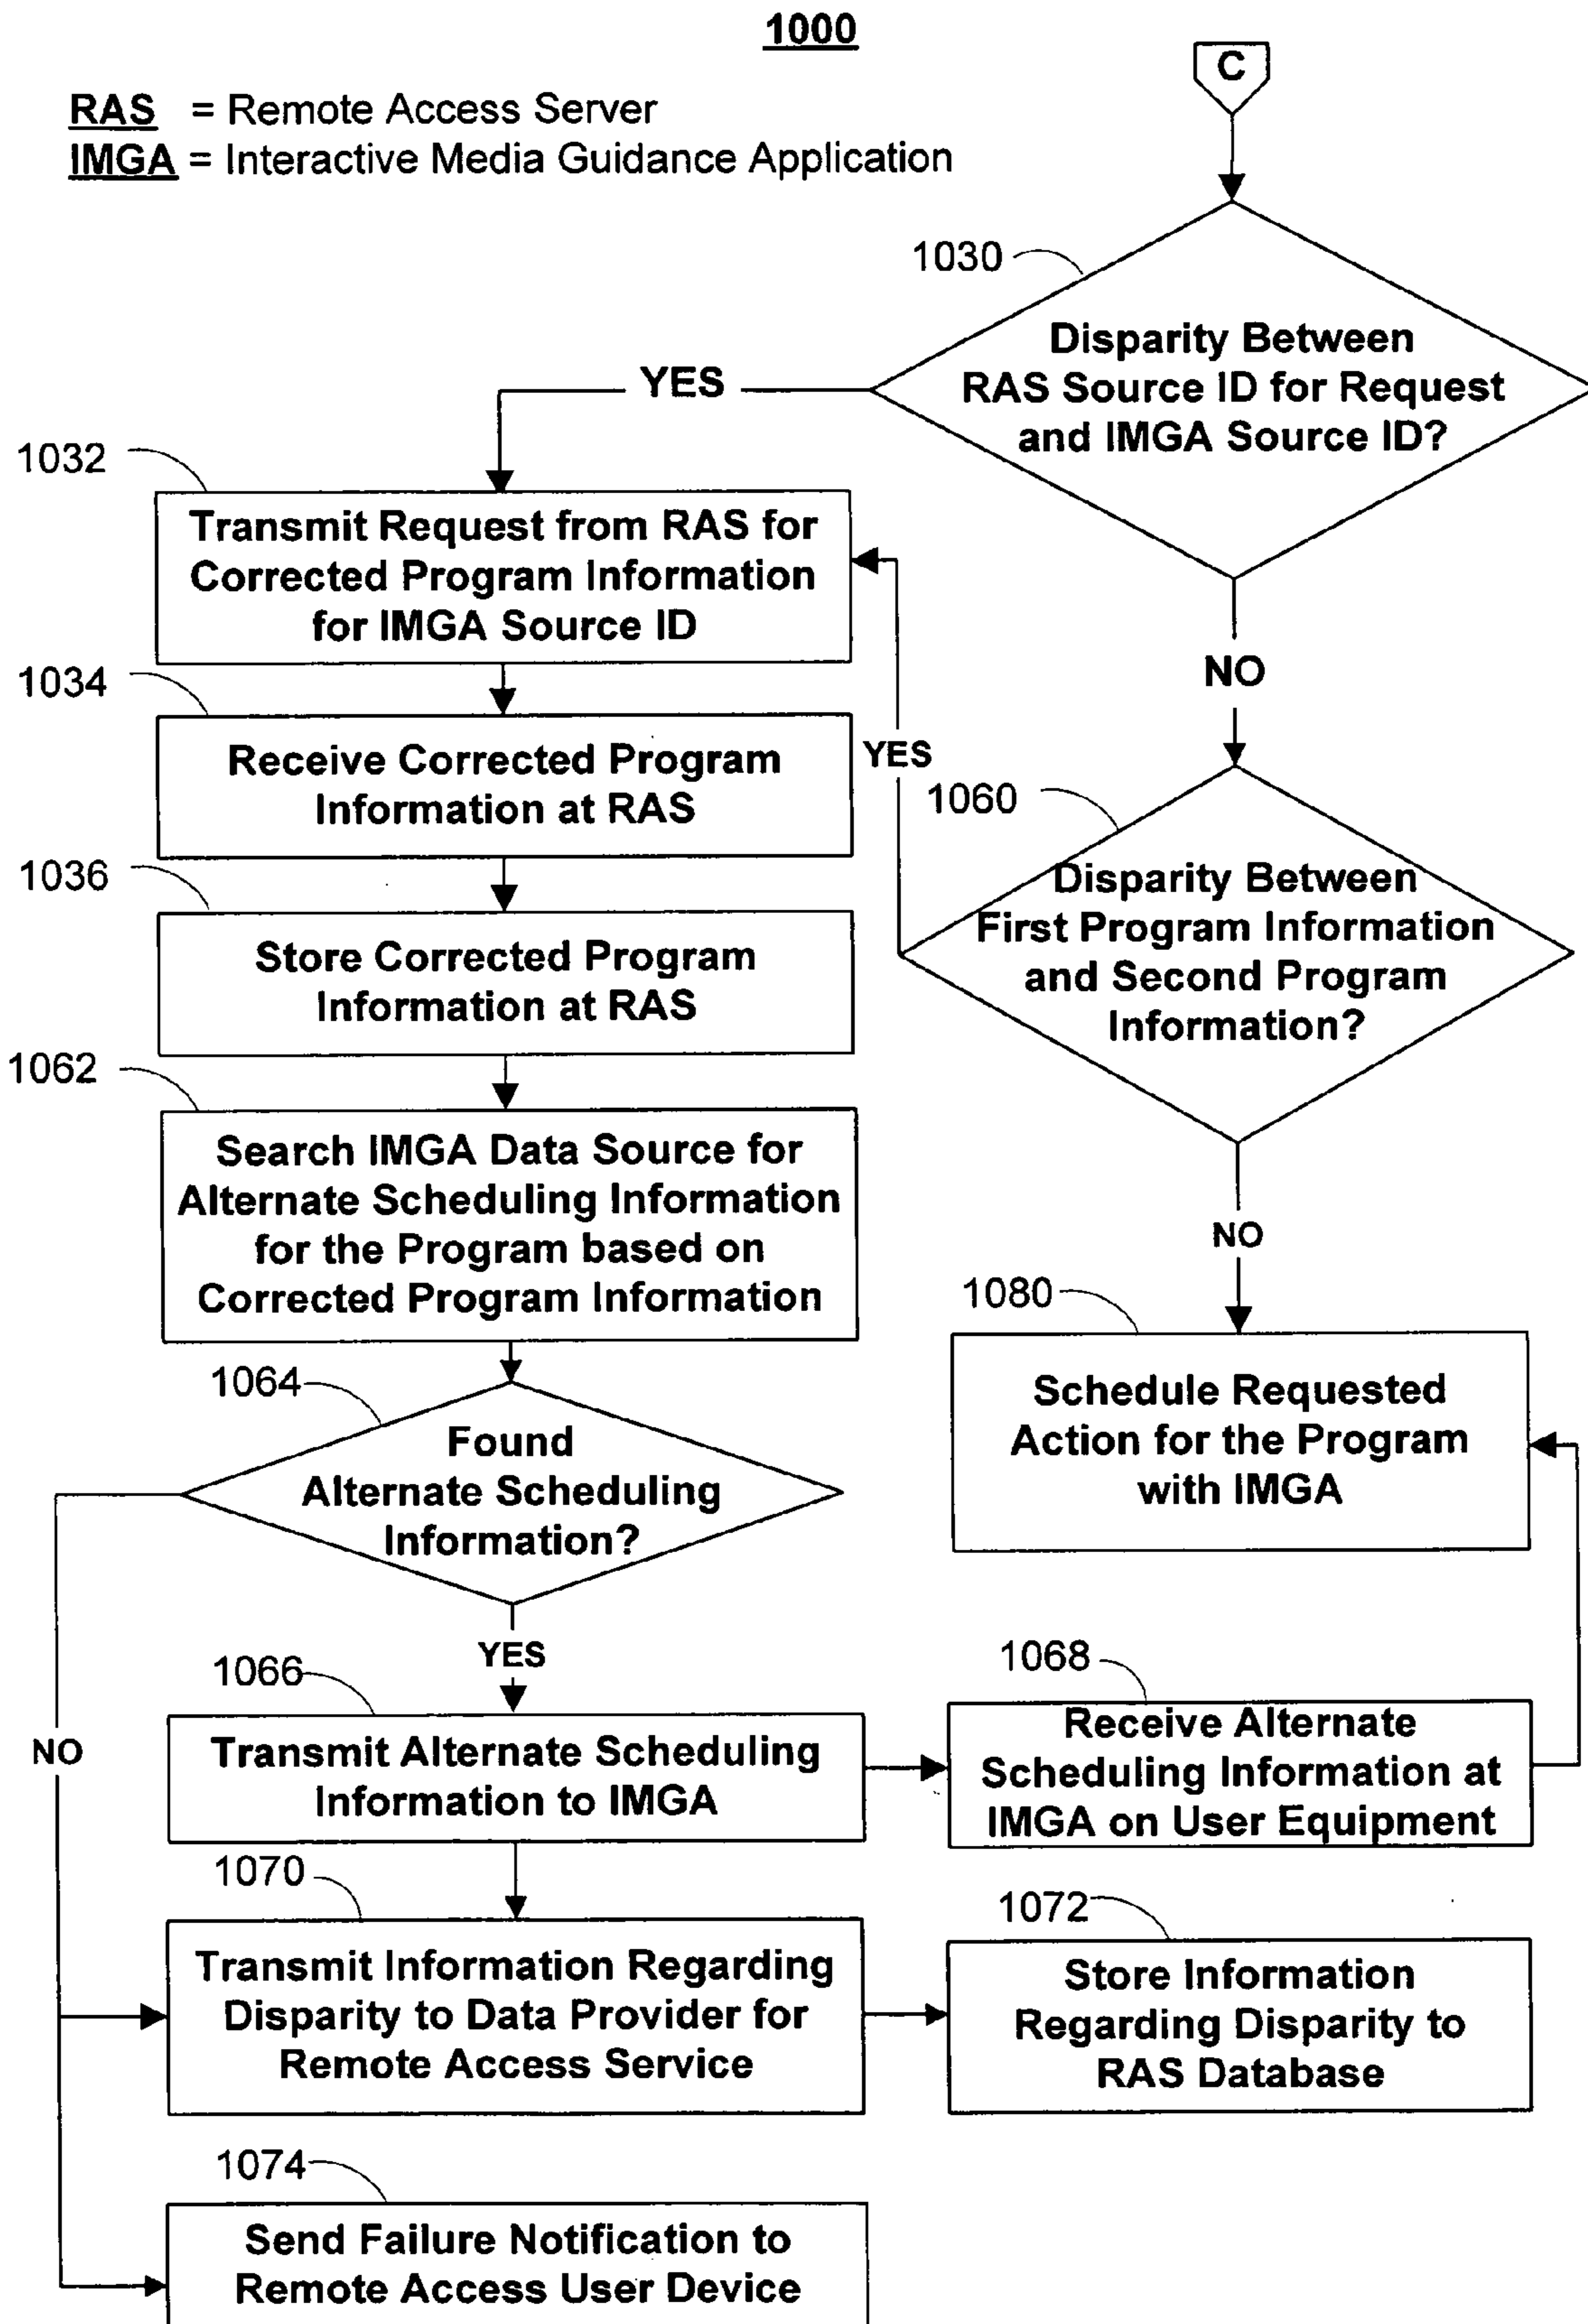 1000
C
RAS = Remote Access Server
IMGA = Interactive Media Guidance Application
1030
Disparity Between
RAS Source ID for Request
and IMGA Source ID?
YES
NO
1032
Transmit Request from RAS for
Corrected Program Information
for IMGA Source ID
1034
Receive Corrected Program
Information at RAS
YES
1060
Disparity Between
First Program Information
and Second Program
Information?
NO
1036
Store Corrected Program
Information at RAS
1062
Search IMGA Data Source for
Alternate Scheduling Information
for the Program based on
Corrected Program Information
1080
Schedule Requested
Action for the Program
with IMGA
1064
Found
Alternate Scheduling
Information?
YES
NO
1066
Transmit Alternate Scheduling
Information to IMGA
1068
Receive Alternate
Scheduling Information at
IMGA on User Equipment
1070
Transmit Information Regarding
Disparity to Data Provider for
Remote Access Service
1072
Store Information
Regarding Disparity to
RAS Database
1074
Send Failure Notification to
Remote Access User Device